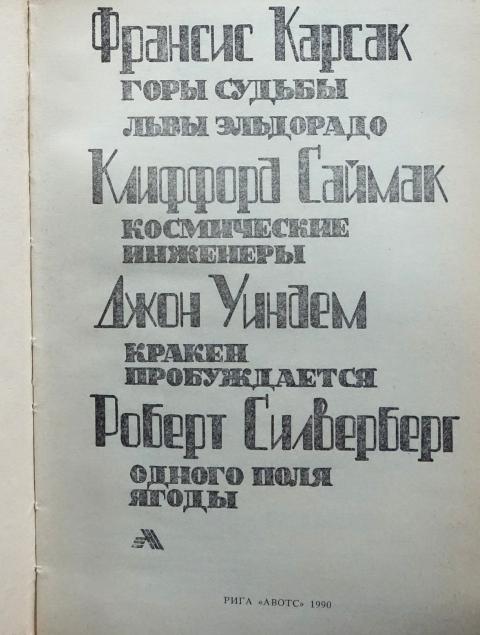 Франсис Карсак
ГОРЫ СУДЬБЫ
ЛЬВЫ ЭЛЬДОРАДО
Клиффорд Саймак
КОСМИЧЕСКИЕ
ИНЖЕНЕРЫ
Джон Уиндем
КРАКЕН
ПРОБУЖДАЕТСЯ
Роберт Силверберг
ОДНОГО ПОЛЯ
ЯГОДЫ
РИГА «АВОТС» 1990